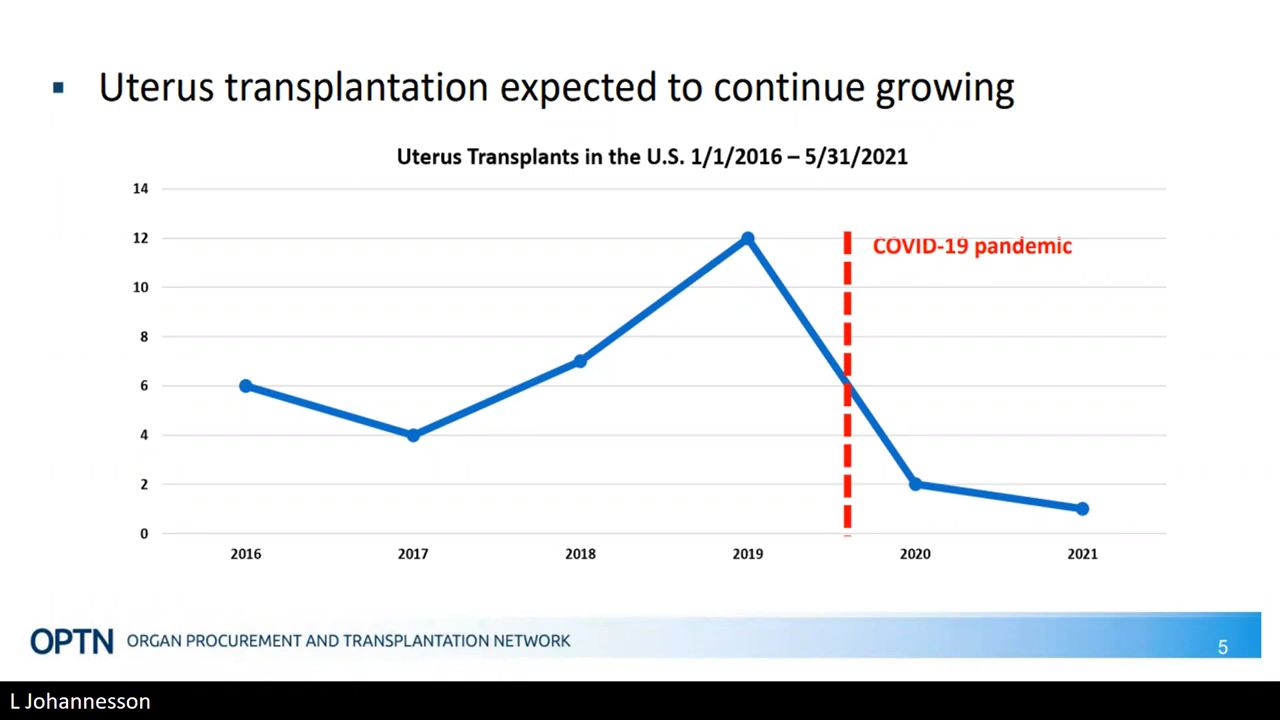 ▪ Uterus transplantation expected to continue growing
Uterus Transplants in the U.S. 1/1/2016 – 5/31/2021
14
12
10
8
6
4
2
0
COVID-19 pandemic
2016 2017 2018 2019 2020 2021
OPTN ORGAN PROCUREMENT AND TRANSPLANTATION NETWORK
5
L Johannesson